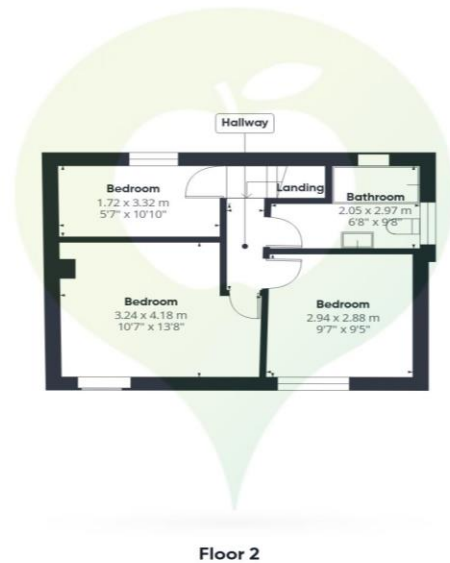 Hallway
Bedroom
1.72 x 3.32 m
5'7" x 10'10"
Landing
Bathroom
2.05 x 2.97 m
6'8" x 9'8"
Bedroom
3.24 x 4.18 m
10'7" x 13'8"
Bedroom
2.94 x 2.88 m
9'7" x 9'5"
Floor 2